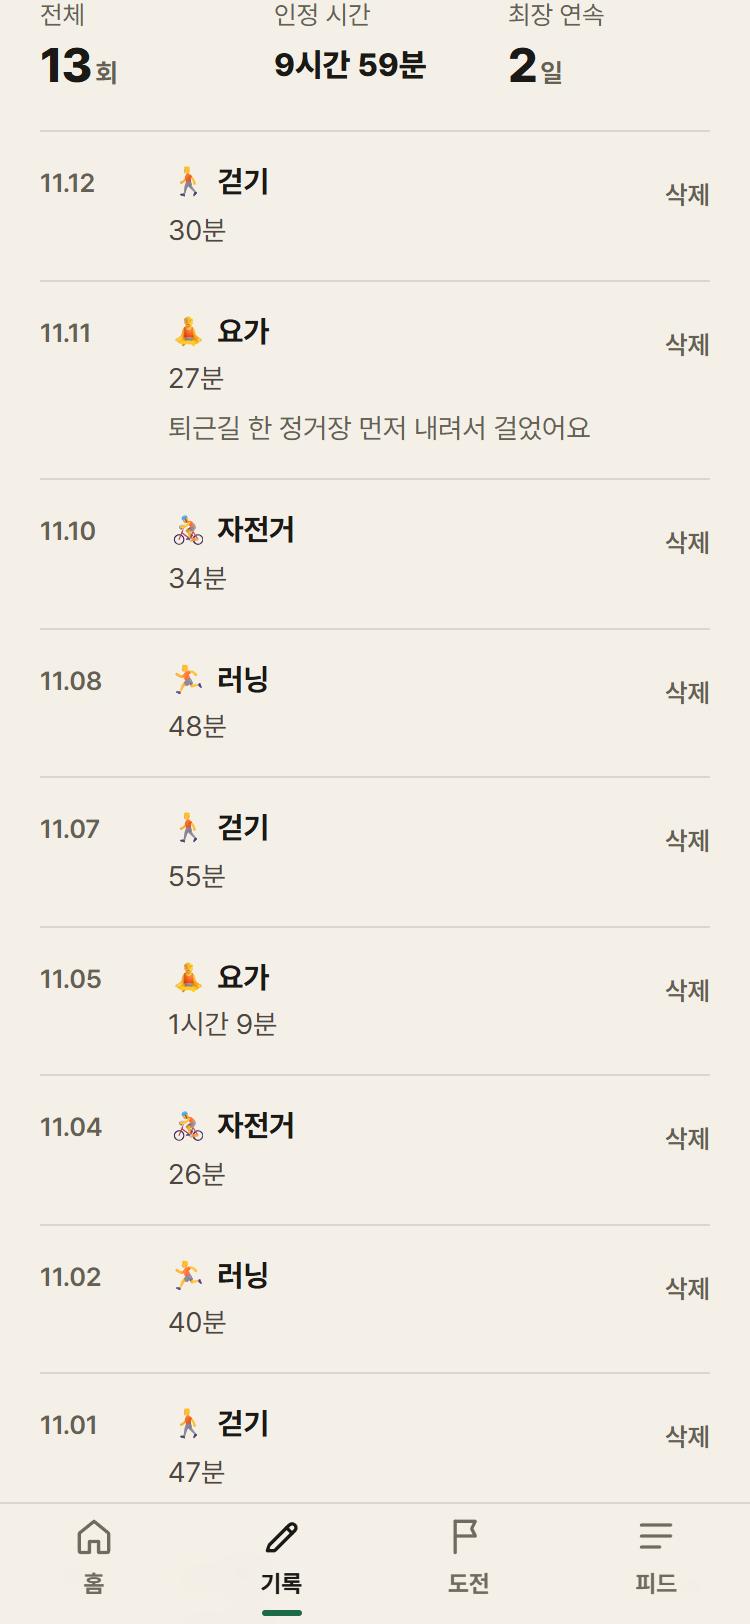 전체 인정 시간 최장 연속
13회 9시간 59분 2일
11.12 걷기 삭제
30분
11.11 요가 삭제
27분
퇴근길 한 정거장 먼저 내려서 걸었어요
11.10 자전거 삭제
34분
11.08 러닝 삭제
48분
11.07 걷기 삭제
55분
11.05 요가 삭제
1시간 9분
11.04 자전거 삭제
26분
11.02 러닝 삭제
40분
11.01 걷기 삭제
47분
홈 기록 도전 피드